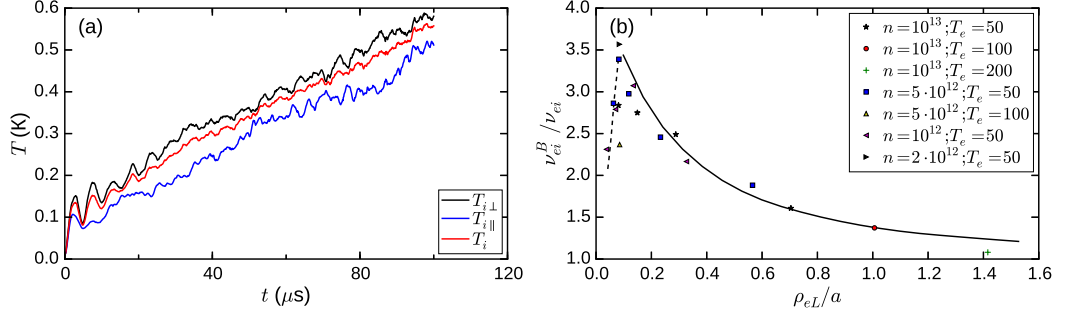 (a)
T (K)
0.6
0.5
0.4
0.3
0.2
0.1
0.0
0 20 40 60 80 100 120
t (μs)
T_{i⊥}
T_{i∥}
T_i
(b)
ν_{ei}^B/ν_{ei}
4.0
3.5
3.0
2.5
2.0
1.5
1.0
0.0 0.2 0.4 0.6 0.8 1.0 1.2 1.4 1.6
ρ_{eL}/a
n=10^{13};T_e=50
n=10^{13};T_e=100
n=10^{13};T_e=200
n=5·10^{12};T_e=50
n=5·10^{12};T_e=100
n=10^{12};T_e=50
n=2·10^{12};T_e=50